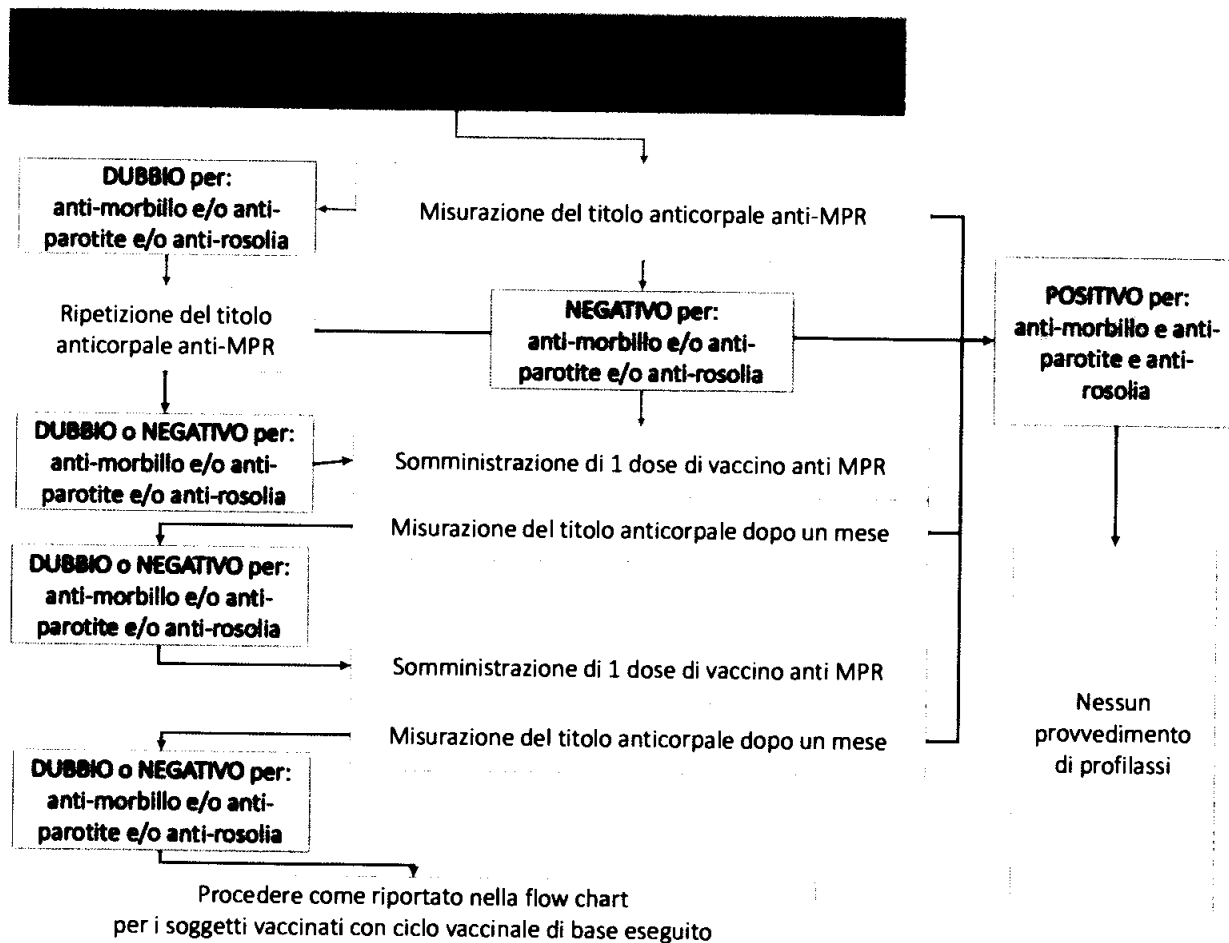 DUBBIO per:
anti-morbillo e/o anti-
parotite e/o anti-rosolia
Misurazione del titolo anticorpale anti-MPR
Ripetizione del titolo
anticorpale anti-MPR
NEGATIVO per:
anti-morbillo e/o anti-
parotite e/o anti-rosolia
POSITIVO per:
anti-morbillo e anti-
parotite e anti-
rosolia
DUBBIO o NEGATIVO per:
anti-morbillo e/o anti-
parotite e/o anti-rosolia
Somministrazione di 1 dose di vaccino anti MPR
Misurazione del titolo anticorpale dopo un mese
DUBBIO o NEGATIVO per:
anti-morbillo e/o anti-
parotite e/o anti-rosolia
Somministrazione di 1 dose di vaccino anti MPR
Misurazione del titolo anticorpale dopo un mese
Nessun
provvedimento
di profilassi
DUBBIO o NEGATIVO per:
anti-morbillo e/o anti-
parotite e/o anti-rosolia
Procedere come riportato nella flow chart
per i soggetti vaccinati con ciclo vaccinale di base eseguito